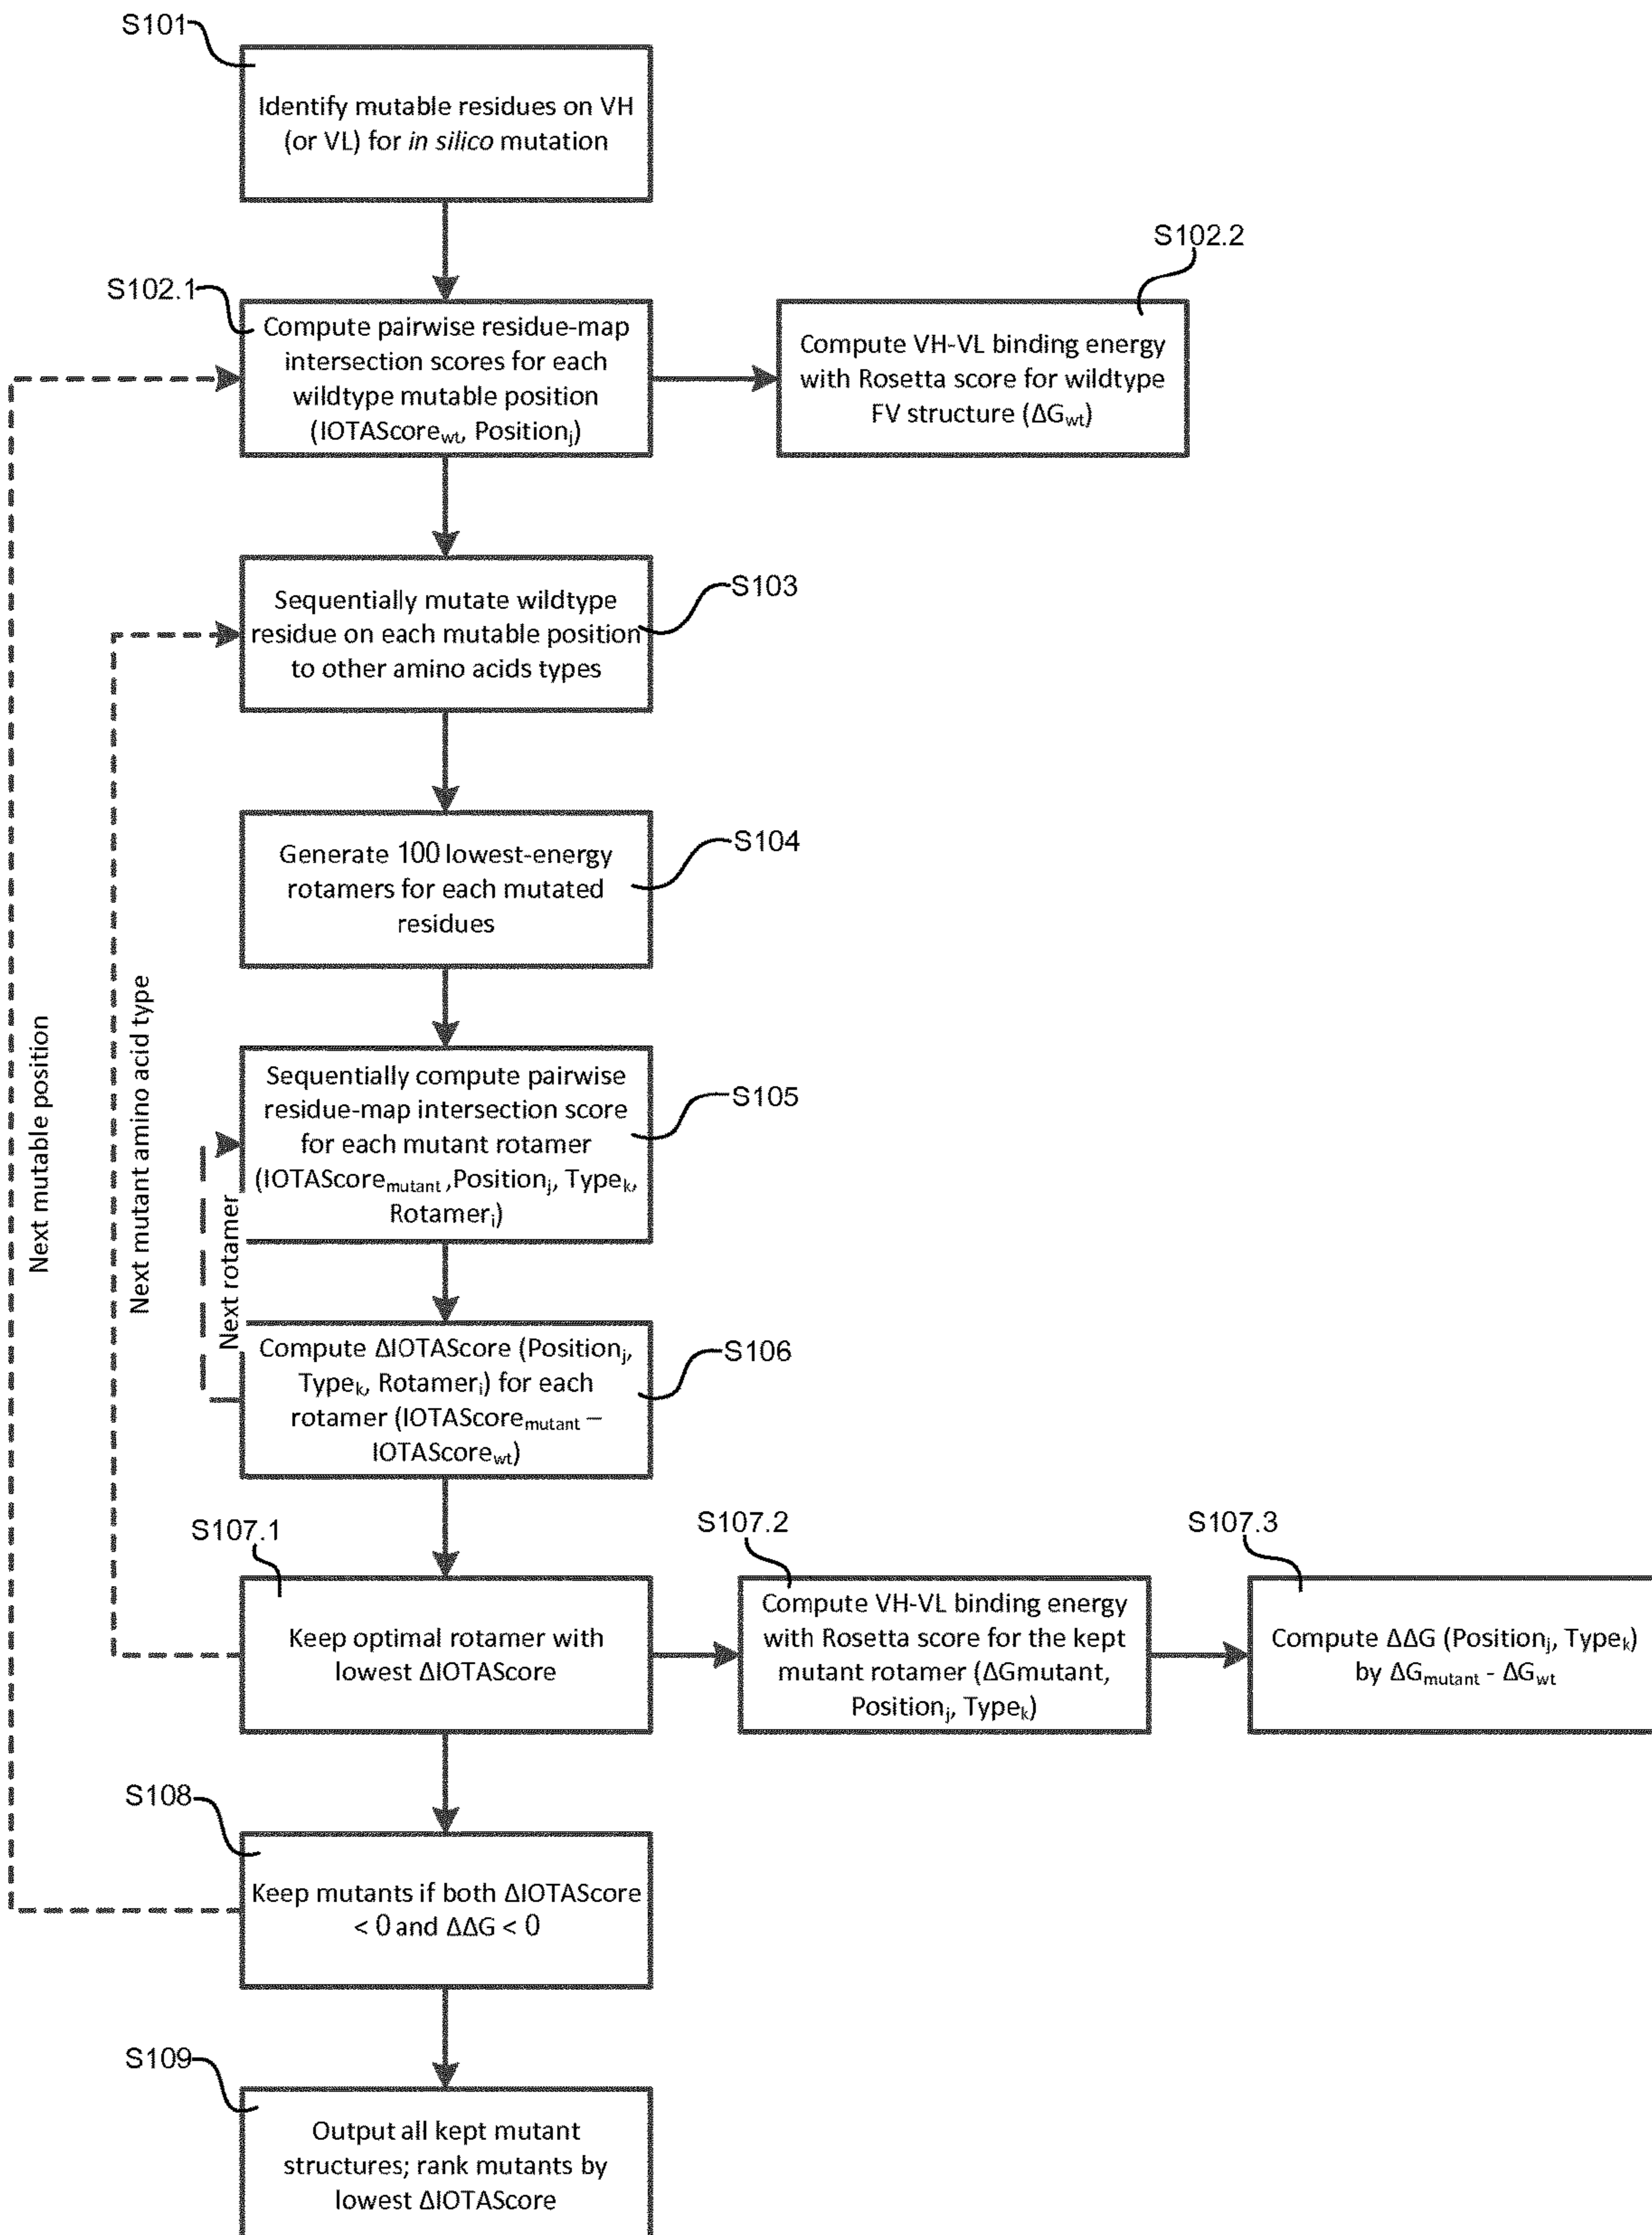 S101
Identify mutable residues on VH
(or VL) for in silico mutation
S102.1
Compute pairwise residue-map
intersection scores for each
wildtype mutable position
(IOTAScorewt, Positionj)
S102.2
Compute VH-VL binding energy
with Rosetta score for wildtype
FV structure (ΔGwt)
S103
Sequentially mutate wildtype
residue on each mutable position
to other amino acids types
S104
Generate 100 lowest-energy
rotamers for each mutated
residues
S105
Sequentially compute pairwise
residue-map intersection score
for each mutant rotamer
(IOTAScoremutant ,Positionj, Typek,
Rotameri)
Next mutable position
Next mutant amino acid type
Next rotamer
S106
Compute ΔIOTAScore (Positionj,
Typek, Rotameri) for each
rotamer (IOTAScoremutant –
IOTAScorewt)
S107.1
Keep optimal rotamer with
lowest ΔIOTAScore
S107.2
Compute VH-VL binding energy
with Rosetta score for the kept
mutant rotamer (ΔGmutant,
Positionj, Typek)
S107.3
Compute ΔΔG (Positionj, Typek)
by ΔGmutant - ΔGwt
S108
Keep mutants if both ΔIOTAScore
< 0 and ΔΔG < 0
S109
Output all kept mutant
structures; rank mutants by
lowest ΔIOTAScore